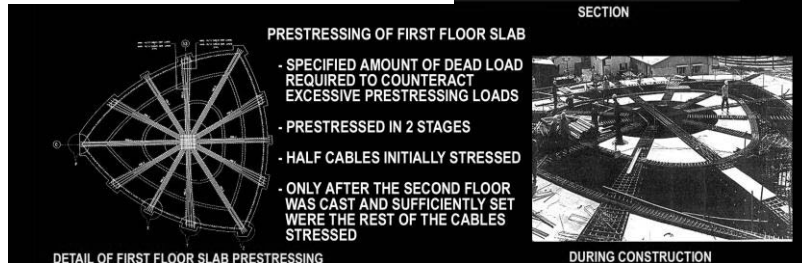 SECTION
PRESTRESSING OF FIRST FLOOR SLAB
- SPECIFIED AMOUNT OF DEAD LOAD
REQUIRED TO COUNTERACT
EXCESSIVE PRESTRESSING LOADS
- PRESTRESSED IN 2 STAGES
- HALF CABLES INITIALLY STRESSED
- ONLY AFTER THE SECOND FLOOR
WAS CAST AND SUFFICIENTLY SET
WERE THE REST OF THE CABLES
STRESSED
DETAIL OF FIRST FLOOR SLAB PRESTRESSING
DURING CONSTRUCTION